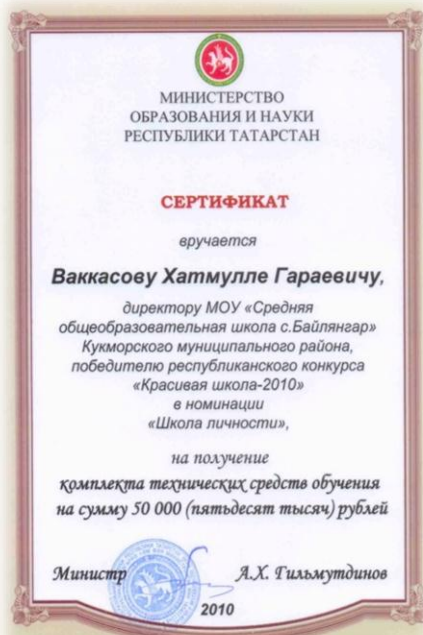 МИНИСТЕРСТВО
ОБРАЗОВАНИЯ И НАУКИ
РЕСПУБЛИКИ ТАТАРСТАН
СЕРТИФИКАТ
вручается
Ваккасову Хатмулле Гараевичу,
директору МОУ «Средняя
общеобразовательная школа с.Байлянгар»
Кукморского муниципального района,
победителю республиканского конкурса
«Красивая школа-2010»
в номинации
«Школа личности»,
на получение
комплекта технических средств обучения
на сумму 50 000 (пятьдесят тысяч) рублей
Министр А.Х. Гильмутдинов
2010